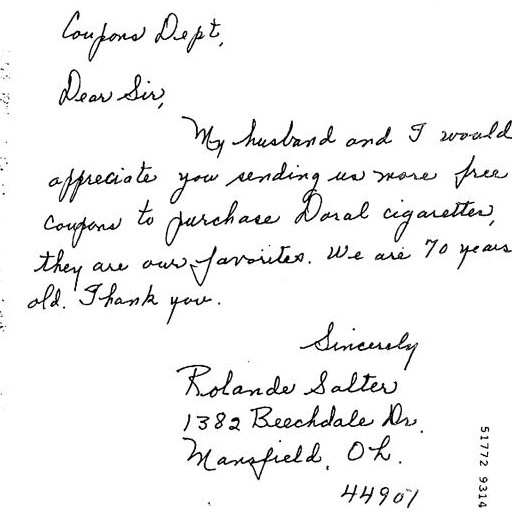 Coupons Dept,
Dear Sir,
My husband and I would
appreciate you sending us more free
coupons to purchase Doral cigarettes,
they are our favorites. We are 70 years
old. Thank you.
Sincerely
Rolande Salter
1382 Beechdale Dr.
Mansfield, Oh.
44907
51772 9314